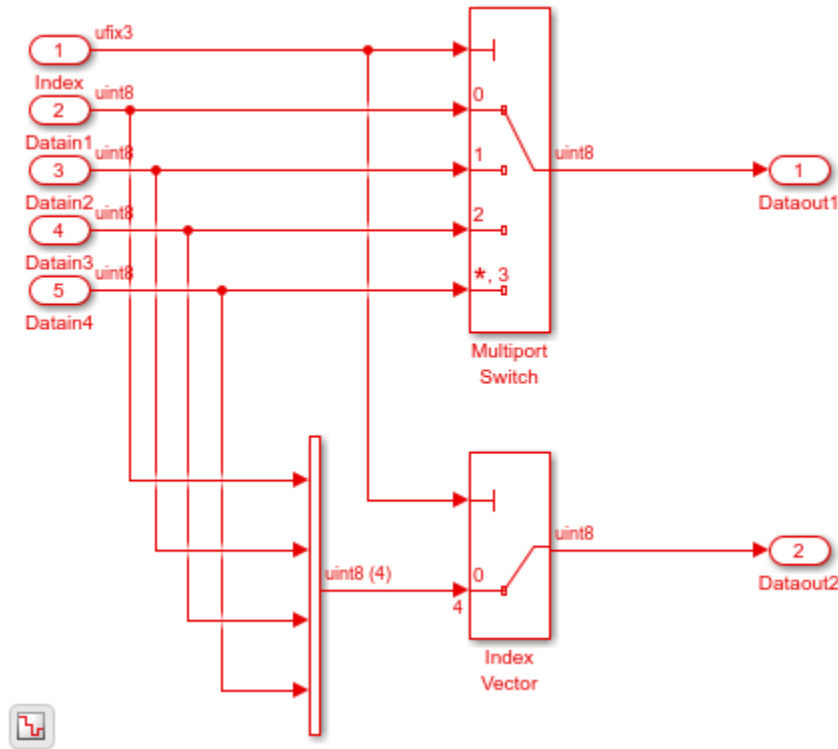 ufix3
1
Index
uint8
2
Datain1
uint8
3
Datain2
uint8
4
Datain3
uint8
5
Datain4
0
1
2
*, 3
Multiport
Switch
uint8
1
Dataout1
uint8 (4)
4
0
Index
Vector
uint8
2
Dataout2